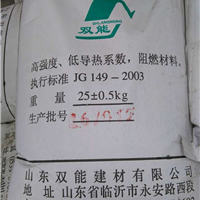 SHUANGNENG
双能
高强度、低导热系数，阻燃材料。
执行标准 JG 149－2003
重 量 25±0.5kg
生产批号
山东双能建材有限公司
地址 山东省临沂市永安路西段